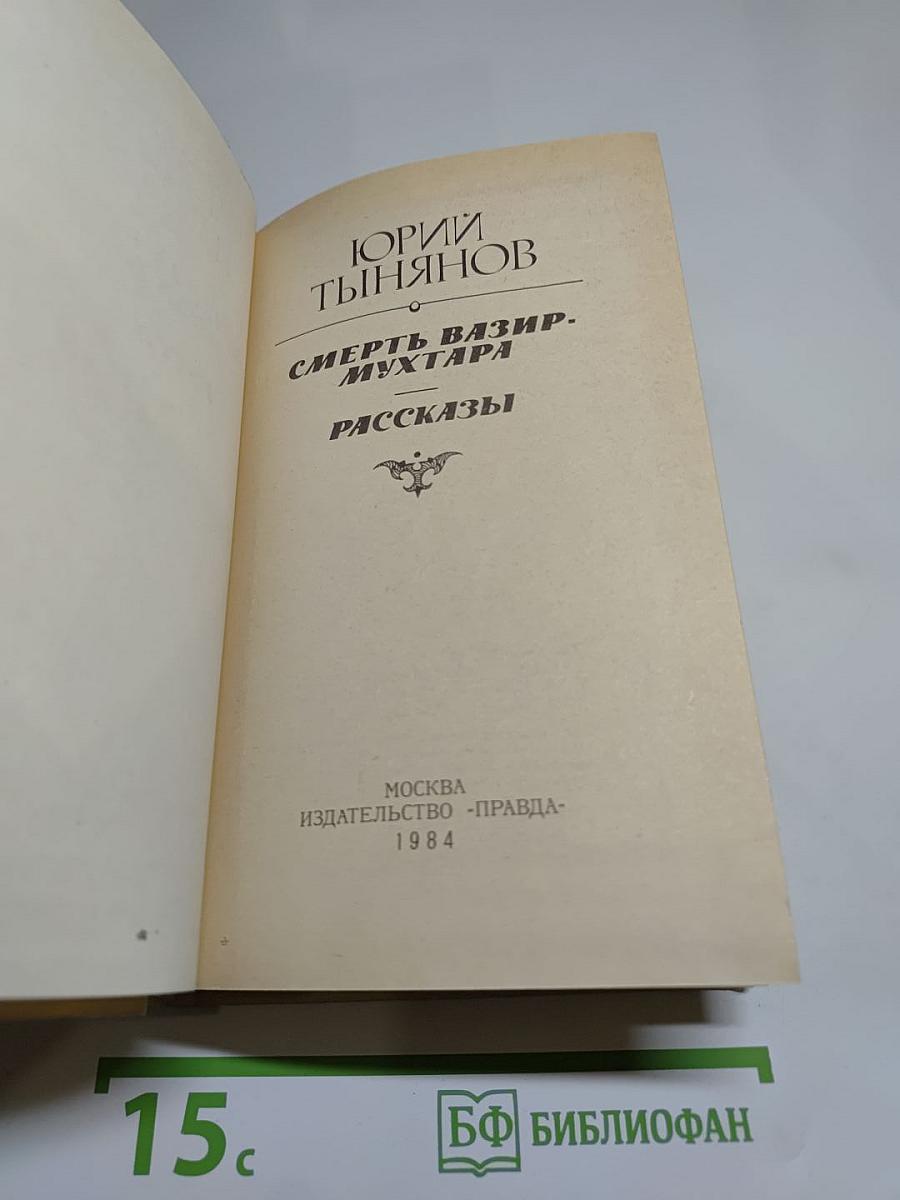 ЮРИЙ
ТЫНЯНОВ
СМЕРТЬ ВАЗИР-
МУХТАРА
РАССКАЗЫ
МОСКВА
ИЗДАТЕЛЬСТВО «ПРАВДА»
1984
15с
БФ БИБЛИОФАН